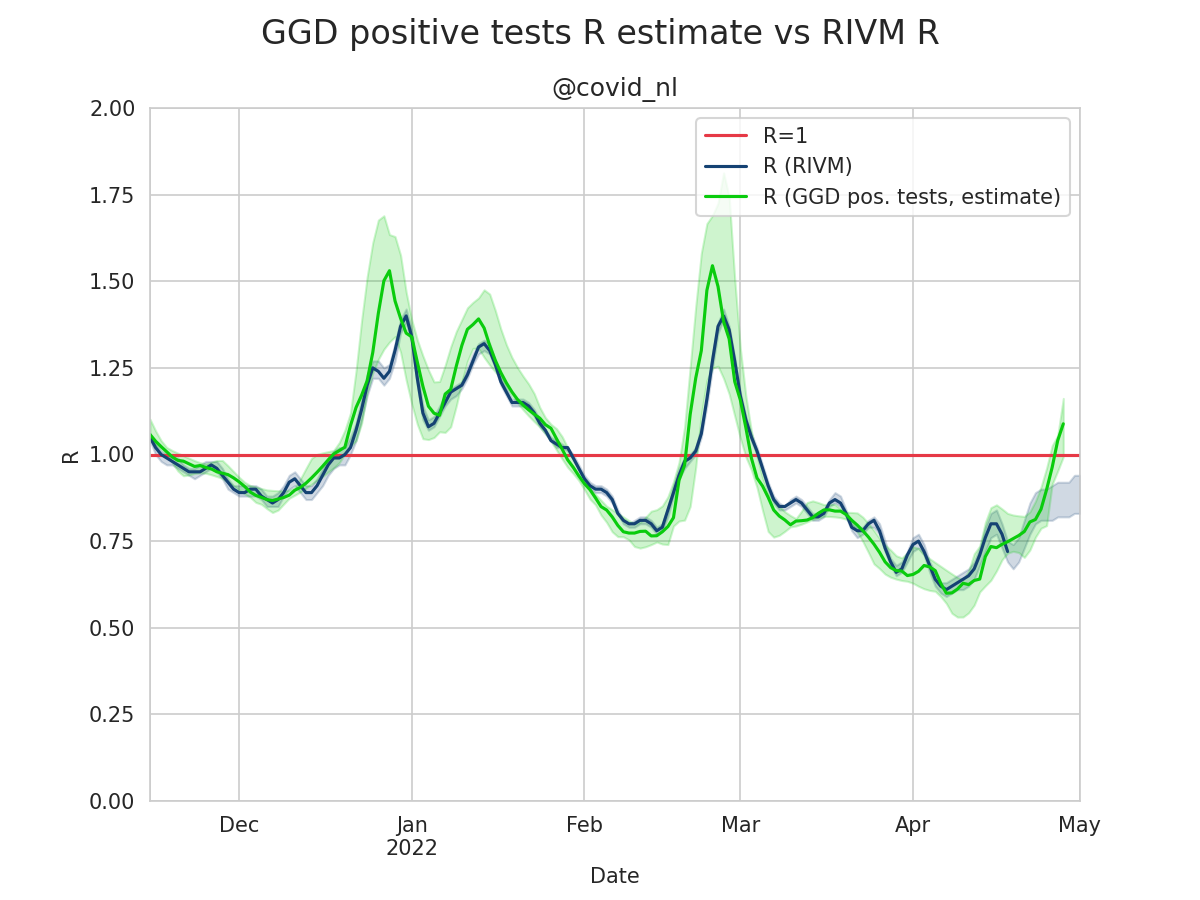 GGD positive tests R estimate vs RIVM R
@covid_nl
2.00
1.75
1.50
1.25
1.00
0.75
0.50
0.25
0.00
R
R=1
R (RIVM)
R (GGD pos. tests, estimate)
Dec
Jan
2022
Feb
Mar
Apr
May
Date